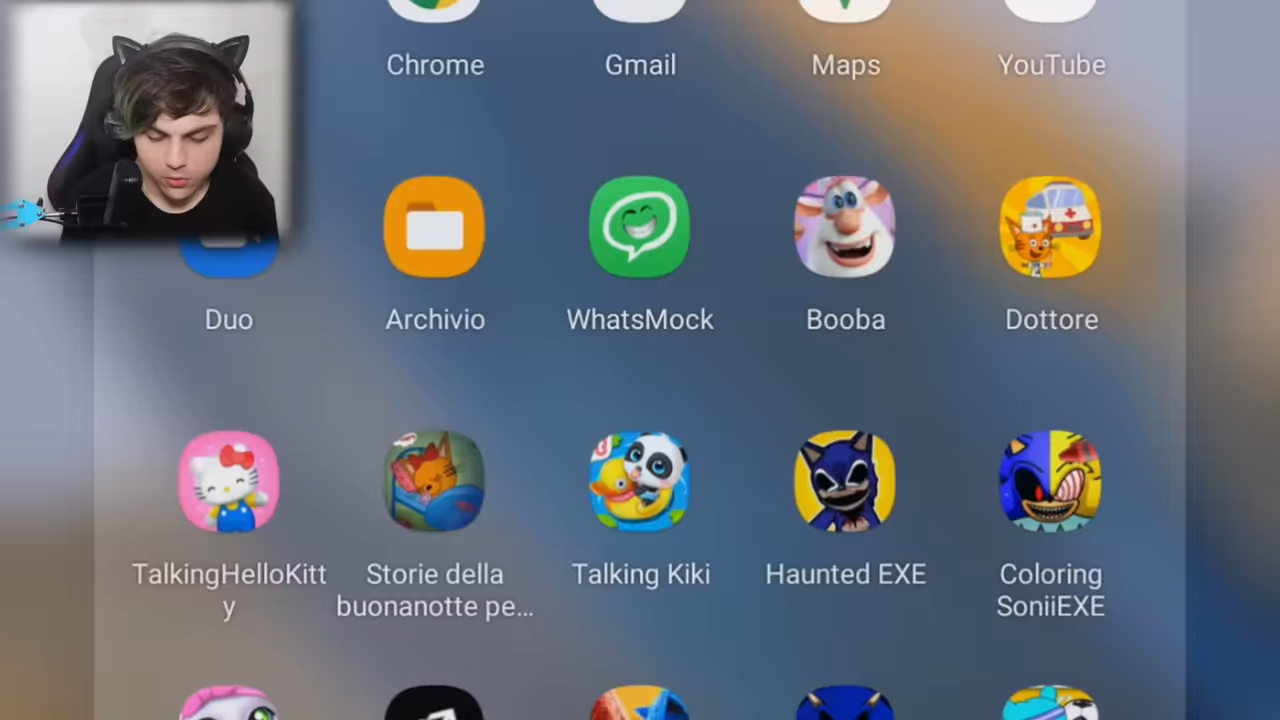 Chrome
Gmail
Maps
YouTube
Duo
Archivio
WhatsMock
Booba
Dottore
TalkingHelloKitt
y
Storie della
buonanotte pe...
Talking Kiki
Haunted EXE
Coloring
SoniiEXE